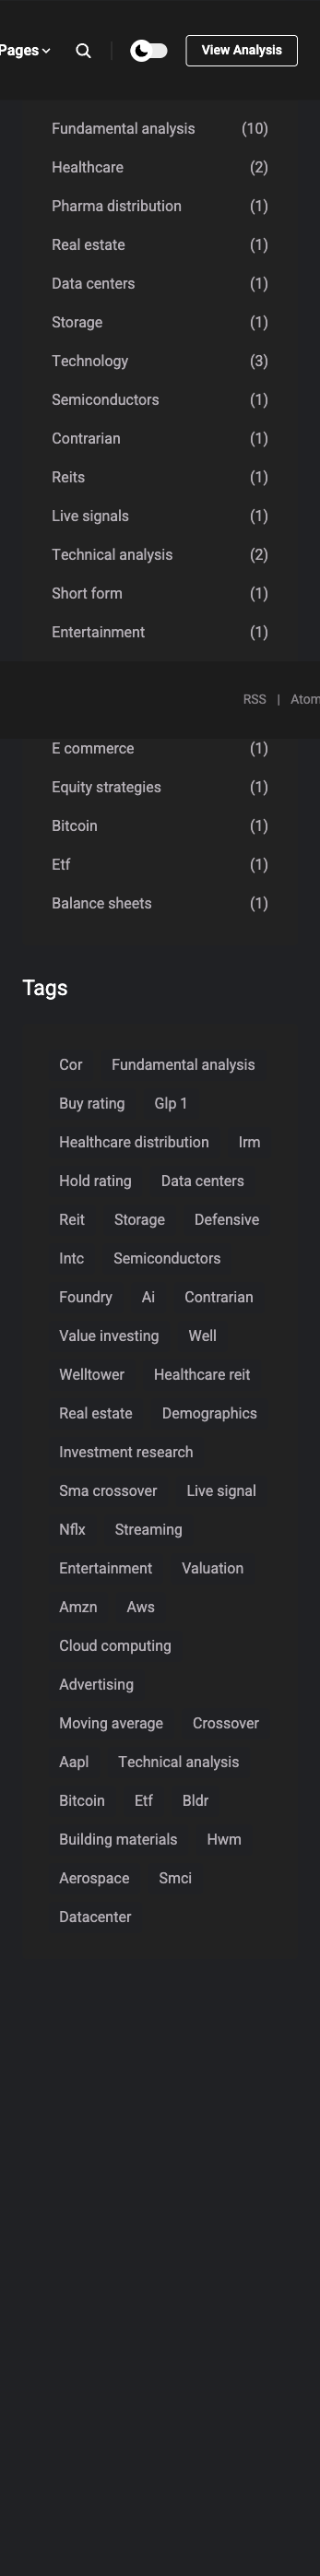 Pages View Analysis
Fundamental analysis (10)
Healthcare (2)
Pharma distribution (1)
Real estate (1)
Data centers (1)
Storage (1)
Technology (3)
Semiconductors (1)
Contrarian (1)
Reits (1)
Live signals (1)
Technical analysis (2)
Short form (1)
Entertainment (1)
RSS | Atom
E commerce (1)
Equity strategies (1)
Bitcoin (1)
Etf (1)
Balance sheets (1)
Tags
Cor Fundamental analysis
Buy rating Glp 1
Healthcare distribution Irm
Hold rating Data centers
Reit Storage Defensive
Intc Semiconductors
Foundry Ai Contrarian
Value investing Well
Welltower Healthcare reit
Real estate Demographics
Investment research
Sma crossover Live signal
Nflx Streaming
Entertainment Valuation
Amzn Aws
Cloud computing
Advertising
Moving average Crossover
Aapl Technical analysis
Bitcoin Etf Bldr
Building materials Hwm
Aerospace Smci
Datacenter